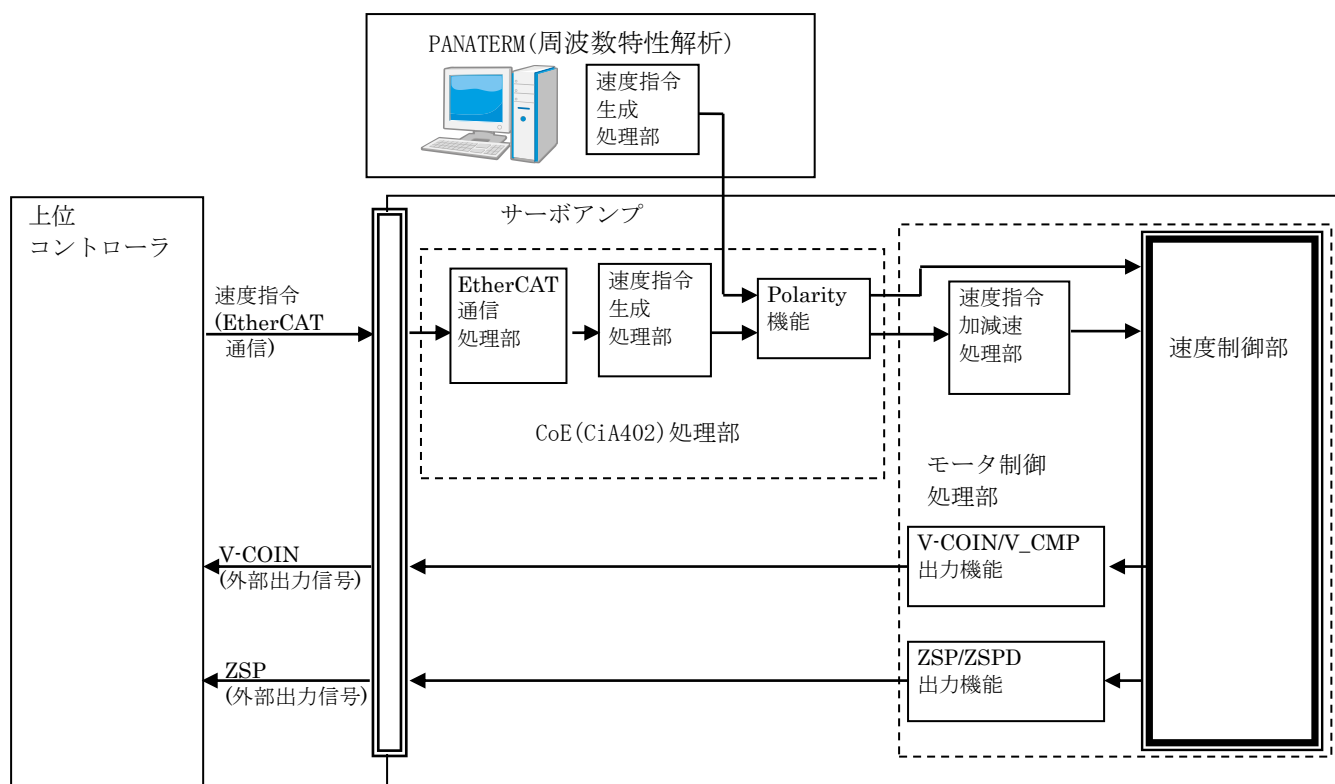 PANATERM(周波数特性解析)
速度指令
生成
処理部
上位
コントローラ
サーボアンプ
速度指令
(EtherCAT
通信)
EtherCAT
通信
処理部
速度指令
生成
処理部
Polarity
機能
速度指令
加減速
処理部
速度制御部
CoE(CiA402)処理部
モータ制御
処理部
V-COIN
(外部出力信号)
V-COIN/V_CMP
出力機能
ZSP
(外部出力信号)
ZSP/ZSPD
出力機能